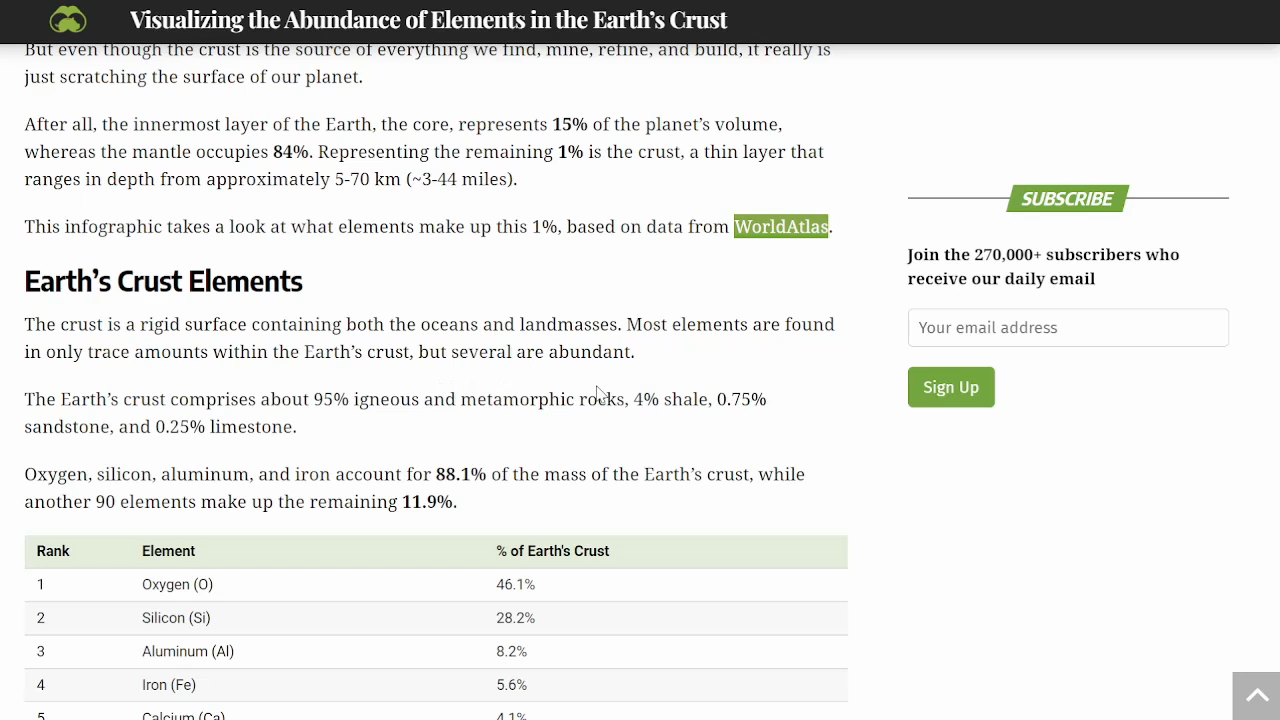 Visualizing the Abundance of Elements in the Earth's Crust
But even though the crust is the source of everything we find, mine, refine, and build, it really is
just scratching the surface of our planet.
After all, the innermost layer of the Earth, the core, represents 15% of the planet's volume,
whereas the mantle occupies 84%. Representing the remaining 1% is the crust, a thin layer that
ranges in depth from approximately 5-70 km (~3-44 miles).
This infographic takes a look at what elements make up this 1%, based on data from WorldAtlas.
Earth's Crust Elements
The crust is a rigid surface containing both the oceans and landmasses. Most elements are found
in only trace amounts within the Earth's crust, but several are abundant.
The Earth's crust comprises about 95% igneous and metamorphic rocks, 4% shale, 0.75%
sandstone, and 0.25% limestone.
Oxygen, silicon, aluminum, and iron account for 88.1% of the mass of the Earth's crust, while
another 90 elements make up the remaining 11.9%.
Rank Element % of Earth's Crust
1 Oxygen (O) 46.1%
2 Silicon (Si) 28.2%
3 Aluminum (Al) 8.2%
4 Iron (Fe) 5.6%
5 Calcium (Ca) 4.1%
SUBSCRIBE
Join the 270,000+ subscribers who
receive our daily email
Your email address
Sign Up